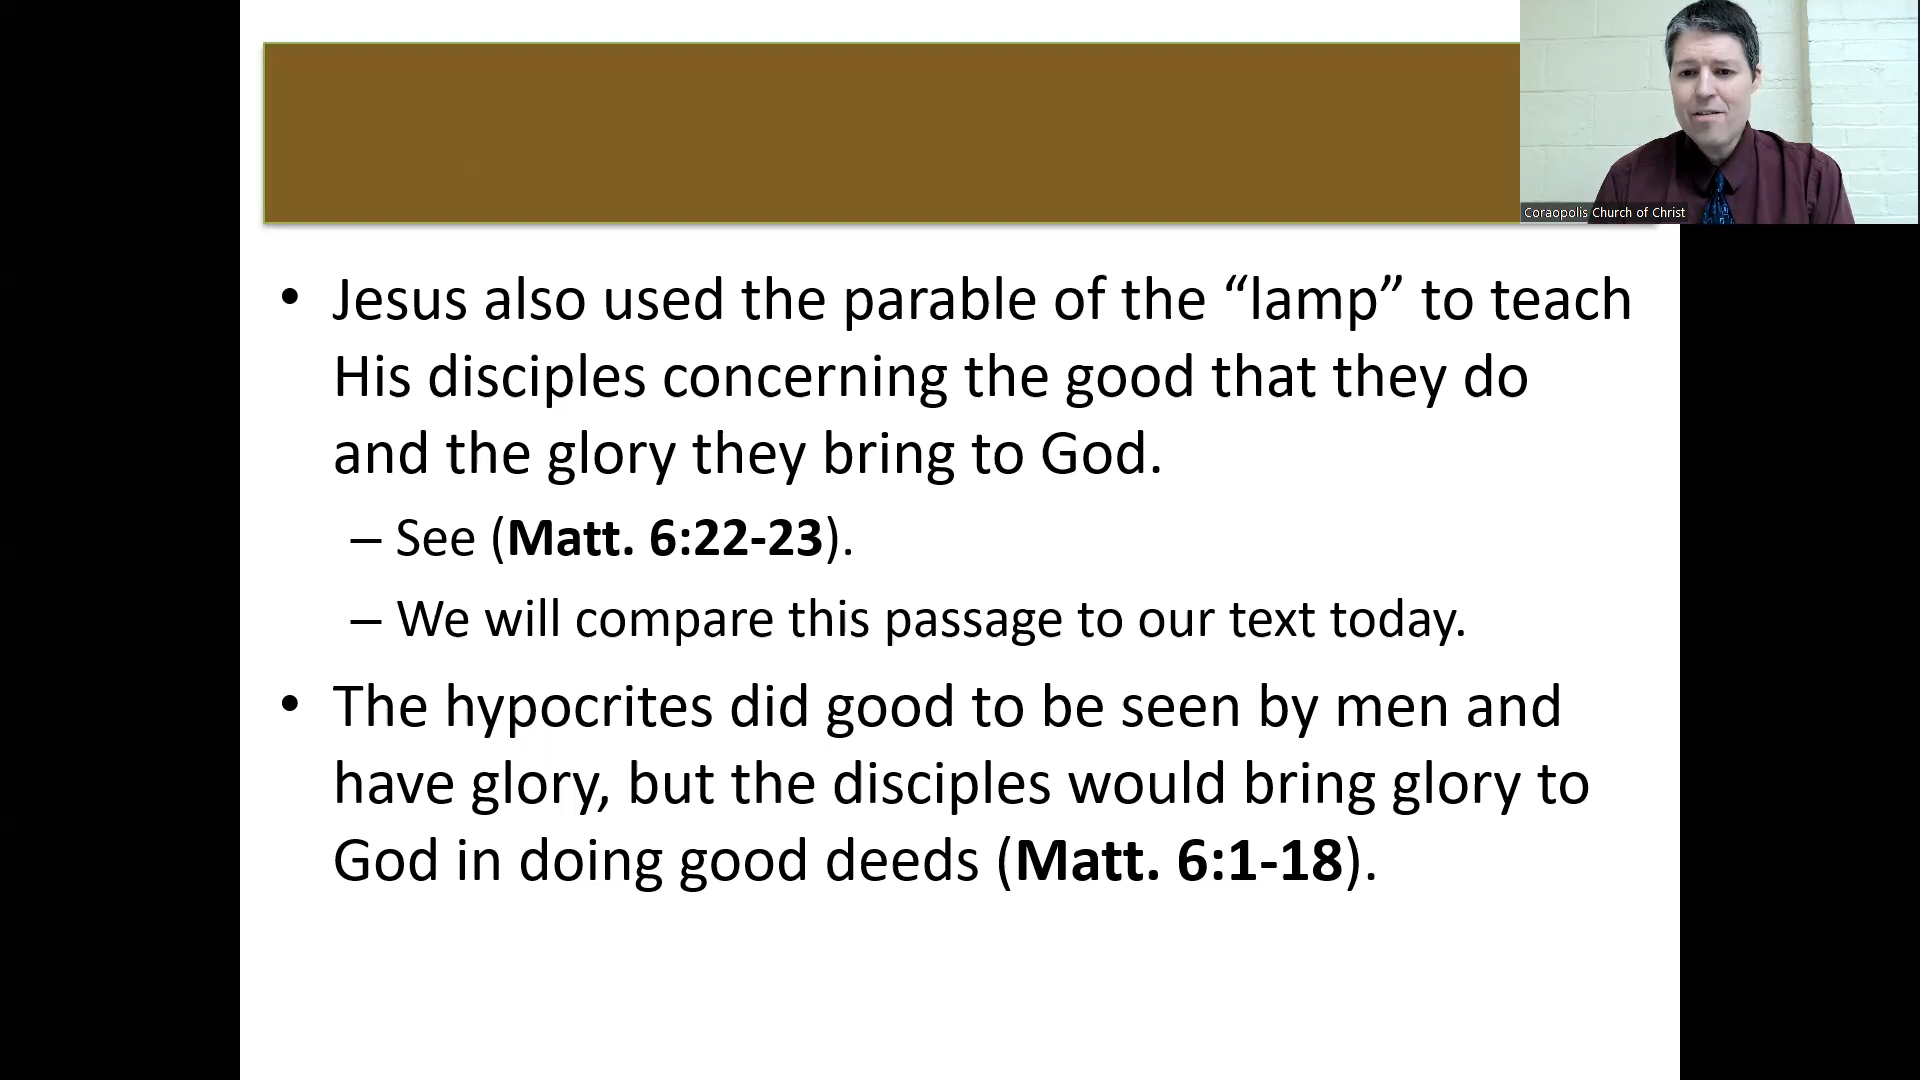 Coraopolis Church of Christ
• Jesus also used the parable of the “lamp” to teach
His disciples concerning the good that they do
and the glory they bring to God.
– See (Matt. 6:22-23).
– We will compare this passage to our text today.
• The hypocrites did good to be seen by men and
have glory, but the disciples would bring glory to
God in doing good deeds (Matt. 6:1-18).